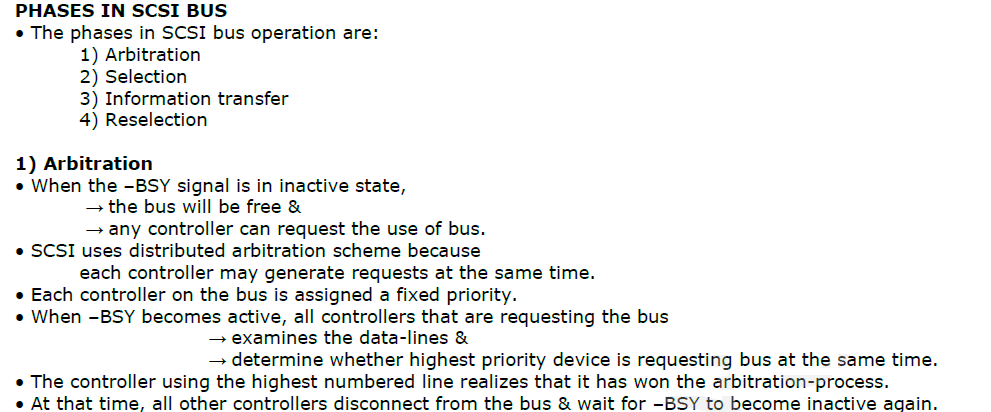 PHASES IN SCSI BUS
• The phases in SCSI bus operation are:
1) Arbitration
2) Selection
3) Information transfer
4) Reselection
1) Arbitration
• When the –BSY signal is in inactive state,
→ the bus will be free &
→ any controller can request the use of bus.
• SCSI uses distributed arbitration scheme because
each controller may generate requests at the same time.
• Each controller on the bus is assigned a fixed priority.
• When –BSY becomes active, all controllers that are requesting the bus
→ examines the data-lines &
→ determine whether highest priority device is requesting bus at the same time.
• The controller using the highest numbered line realizes that it has won the arbitration-process.
• At that time, all other controllers disconnect from the bus & wait for –BSY to become inactive again.